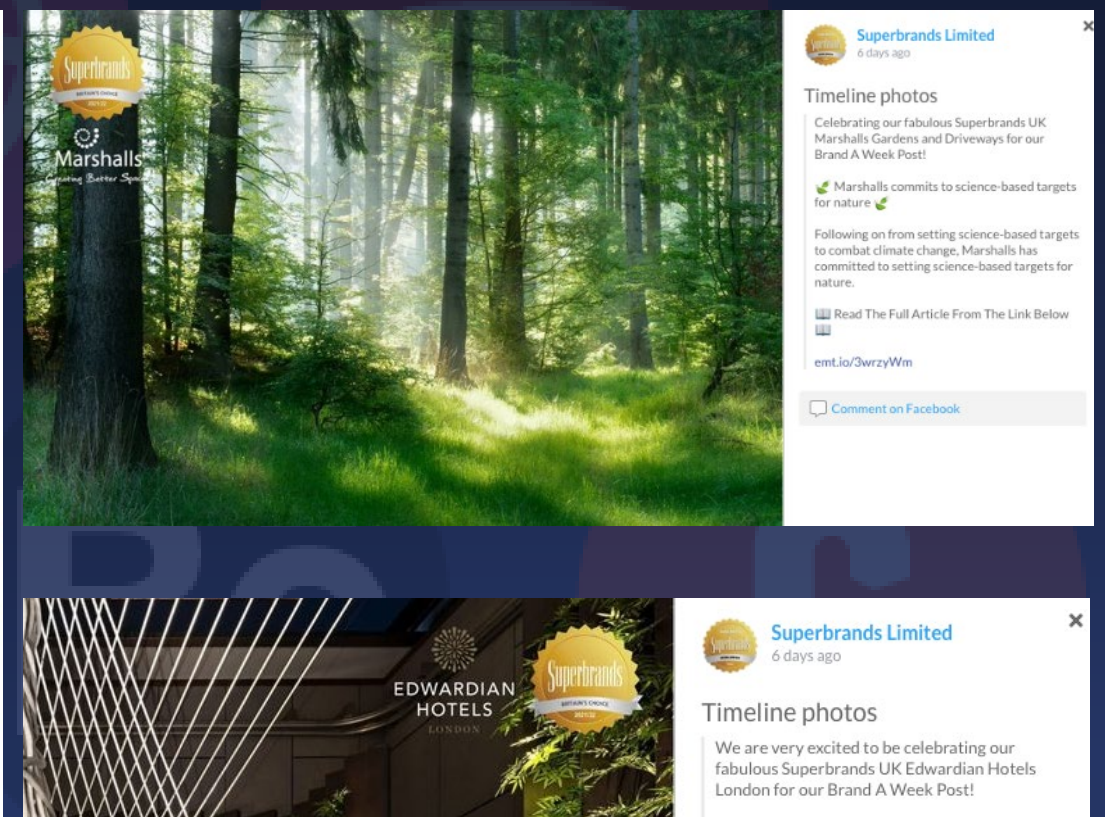 Superbrands
BRITAIN'S CHOICE
2021/22
Marshalls
Creating Better Spaces
Superbrands Limited
6 days ago
Timeline photos
Celebrating our fabulous Superbrands UK
Marshalls Gardens and Driveways for our
Brand A Week Post!
🌿 Marshalls commits to science-based targets
for nature 🌿
Following on from setting science-based targets
to combat climate change, Marshalls has
committed to setting science-based targets for
nature.
📖 Read The Full Article From The Link Below
📖
emt.io/3wrzyWm
Comment on Facebook
EDWARDIAN
HOTELS
LONDON
Superbrands
BRITAIN'S CHOICE
2021/22
Superbrands Limited
6 days ago
Timeline photos
We are very excited to be celebrating our
fabulous Superbrands UK Edwardian Hotels
London for our Brand A Week Post!